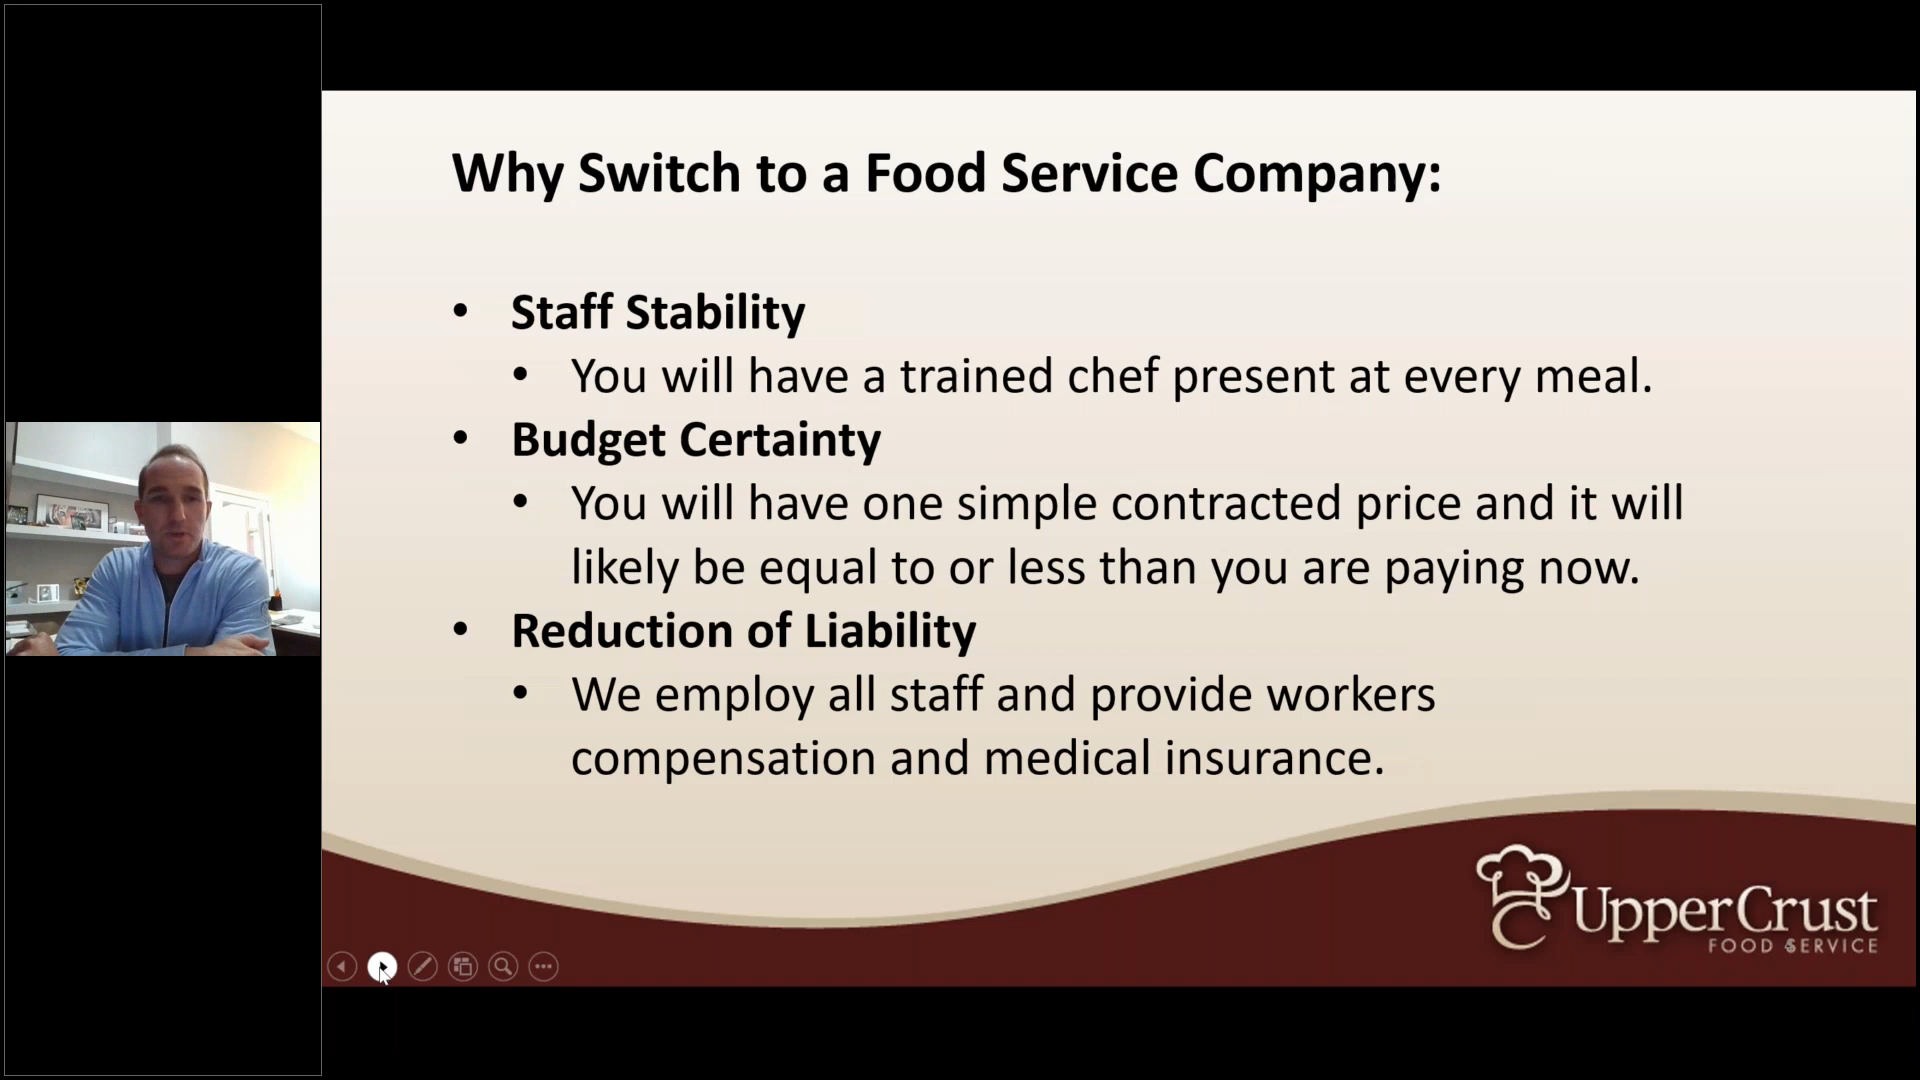 Why Switch to a Food Service Company:
• Staff Stability
• You will have a trained chef present at every meal.
• Budget Certainty
• You will have one simple contracted price and it will
likely be equal to or less than you are paying now.
• Reduction of Liability
• We employ all staff and provide workers
compensation and medical insurance.
UpperCrust
FOOD SERVICE